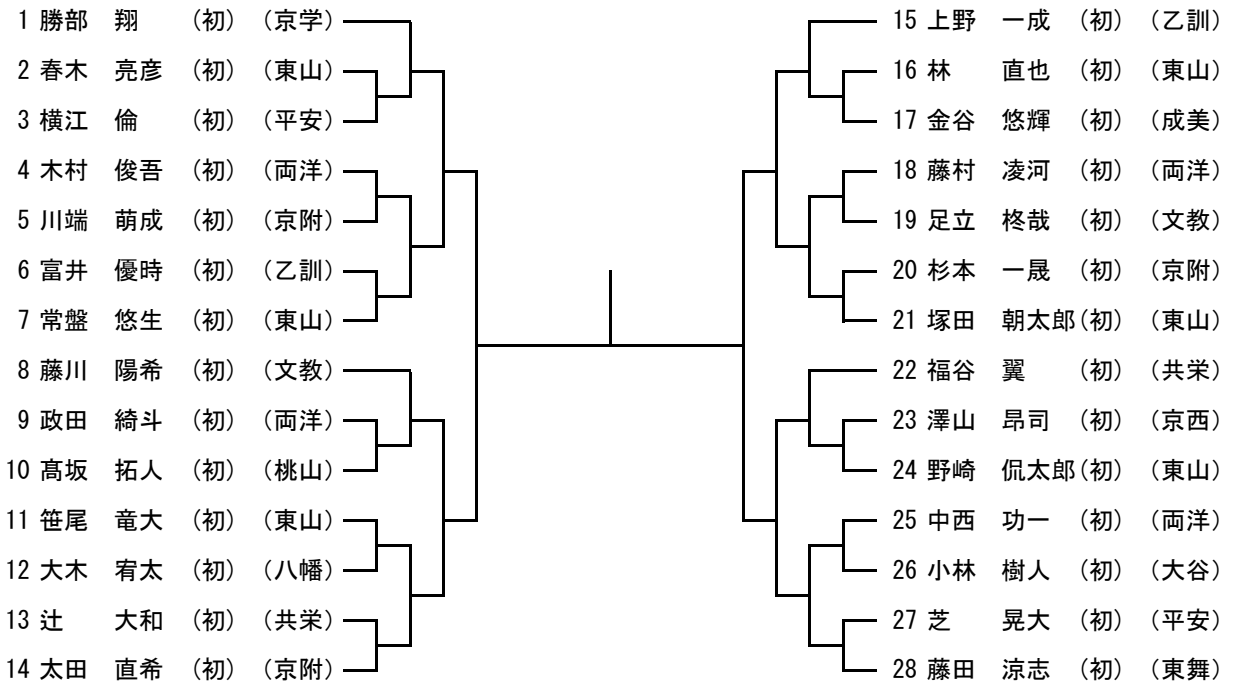 1 勝部 翔 (初) (京学)
2 春木 亮彦 (初) (東山)
3 横江 倫 (初) (平安)
4 木村 俊吾 (初) (両洋)
5 川端 萌成 (初) (京附)
6 富井 優時 (初) (乙訓)
7 常盤 悠生 (初) (東山)
8 藤川 陽希 (初) (文教)
9 政田 綺斗 (初) (両洋)
10 髙坂 拓人 (初) (桃山)
11 笹尾 竜大 (初) (東山)
12 大木 宥太 (初) (八幡)
13 辻 大和 (初) (共栄)
14 太田 直希 (初) (京附)
15 上野 一成 (初) (乙訓)
16 林 直也 (初) (東山)
17 金谷 悠輝 (初) (成美)
18 藤村 凌河 (初) (両洋)
19 足立 柊哉 (初) (文教)
20 杉本 一晟 (初) (京附)
21 塚田 朝太郎(初) (東山)
22 福谷 翼 (初) (共栄)
23 澤山 昂司 (初) (京西)
24 野崎 侃太郎(初) (東山)
25 中西 功一 (初) (両洋)
26 小林 樹人 (初) (大谷)
27 芝 晃大 (初) (平安)
28 藤田 涼志 (初) (東舞)